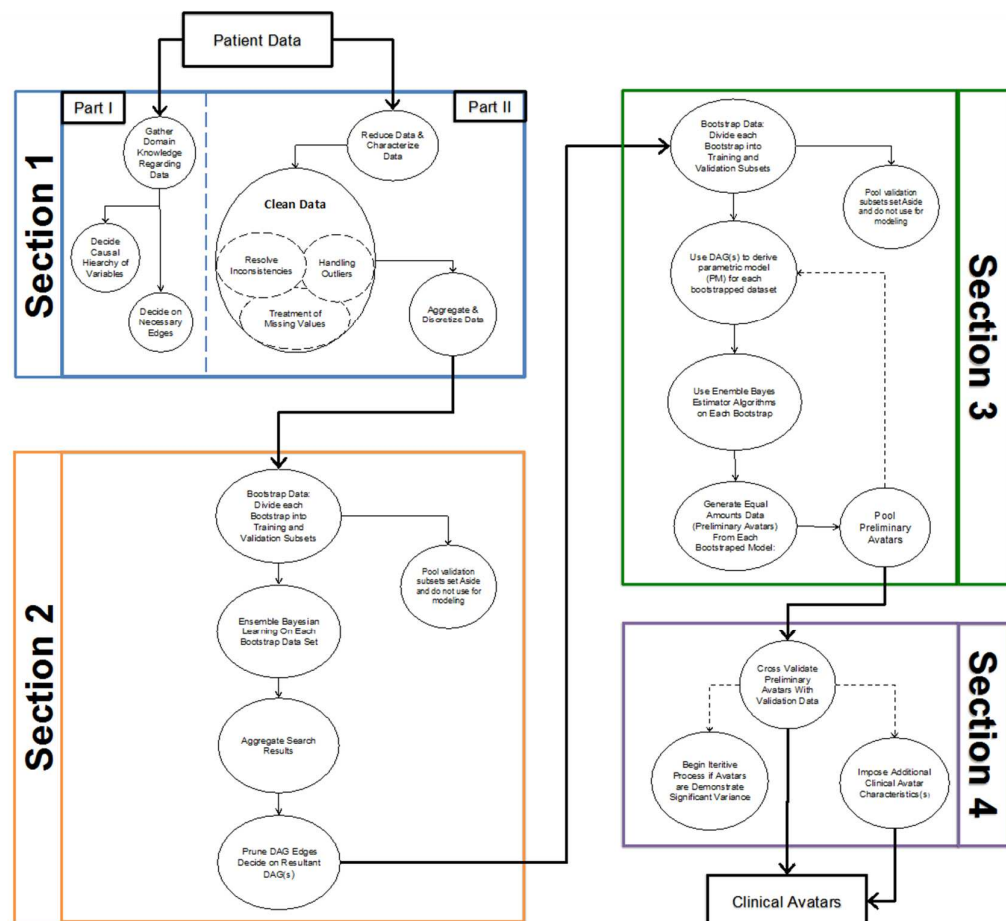 Patient Data
Section 1
Part I
Part II
Gather
Domain
Knowledge
Regarding
Data
Decide
Causal
Hiearchy of
Variables
Decide on
Necessary
Edges
Reduce Data &
Characterize
Data
Clean Data
Resolve
Inconsistencies
Handling
Outliers
Treatment of
Missing Values
Aggregate &
Discretize Data
Section 2
Bootstrap Data:
Divide each
Bootstrap into
Training and
Validation Subsets
Pool validation
subsets set Aside
and do not use for
modeling
Ensemble Bayesian
Learning On Each
Bootstrap Data Set
Aggregate Search
Results
Prune DAG Edges
Decide on Resultant
DAG(s)
Section 3
Bootstrap Data:
Divide each
Bootstrap into
Training and
Validation Subsets
Pool validation
subsets set Aside
and do not use for
modeling
Use DAG(s) to derive
parametric model
(PM) for each
bootstrapped dataset
Use Enemble Bayes
Estimator Algorithms
on Each Bootstrap
Generate Equal
Amounts Data
(Preliminary Avatars)
From Each
Bootstraped Model:
Pool
Preliminary
Avatars
Section 4
Cross Validate
Preliminary
Avatars With
Validation Data
Begin Iteritive
Process if Avatars
are Demonstrate
Significant Variance
Impose Additional
Clinical Avatar
Characteristics(s)
Clinical Avatars